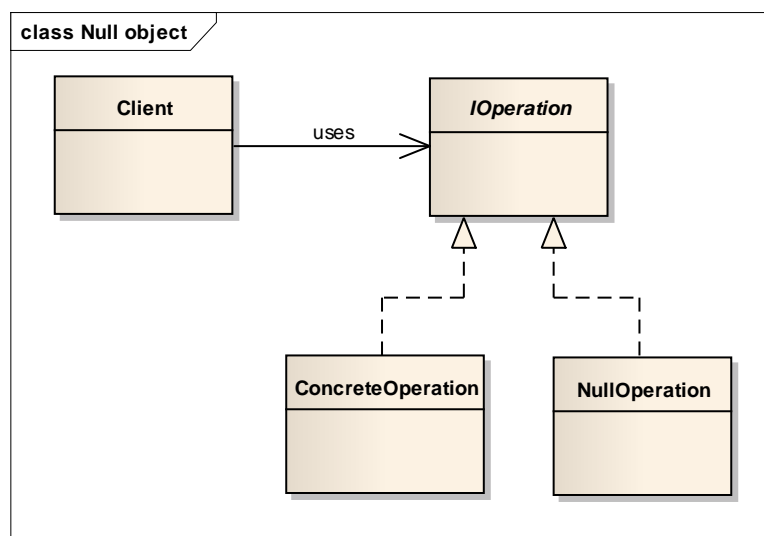 class Null object
Client
IOperation
uses
ConcreteOperation
NullOperation